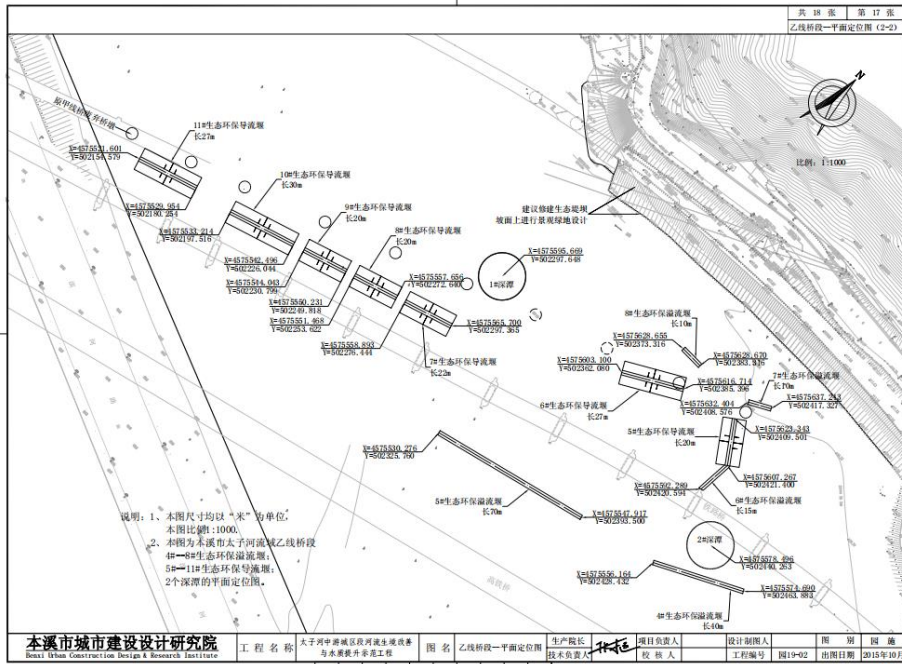 共 18 张 第 17 张
乙线桥段一平面定位图（2-2）
N
比例：1:1000
原甲线桥废弃桥墩
11#生态环保导流堰
长27m
X=4575521.601
Y=502154.579
X=4575529.954
Y=502180.254
10#生态环保导流堰
长30m
X=4575533.214
Y=502197.516
X=4575542.496
Y=502226.044
9#生态环保导流堰
长20m
X=4575544.043
Y=502230.799
X=4575550.231
Y=502249.818
8#生态环保导流堰
长20m
X=4575551.468
Y=502253.622
X=4575557.656
Y=502272.640
X=4575558.893
Y=502276.444
X=4575565.700
Y=502297.365
7#生态环保导流堰
长22m
1#深潭
X=4575595.669
Y=502297.648
建议修建生态堤坝
坡面上进行景观绿地设计
8#生态环保溢流堰
长10m
X=4575628.655
Y=502373.316
X=4575628.670
Y=502383.316
X=4575603.100
Y=502362.080
X=4575616.714
Y=502385.396
6#生态环保导流堰
长27m
7#生态环保溢流堰
长10m
X=4575632.404
Y=502408.576
X=4575637.243
Y=502417.327
5#生态环保导流堰
长20m
X=4575623.343
Y=502409.501
X=4575607.267
Y=502421.400
X=4575592.289
Y=502420.594
6#生态环保溢流堰
长15m
X=4575530.276
Y=502325.760
5#生态环保溢流堰
长70m
X=4575547.917
Y=502393.500
2#深潭
X=4575578.496
Y=502440.263
X=4575556.164
Y=502428.432
X=4575574.690
Y=502463.883
4#生态环保溢流堰
长40m
高铁桥
说明：1、本图尺寸均以“米”为单位，
本图比例1:1000。
2、本图为本溪市太子河流域乙线桥段
4#—8#生态环保溢流堰；
5#—11#生态环保导流堰；
2个深潭的平面定位图。
本溪市城市建设设计研究院
Benxi Urban Construction Design & Research Institute
工 程 名 称
太子河中游城区段河流生境改善
与水质提升示范工程
图 名
乙线桥段一平面定位图
生产院长
技术负责人
项目负责人
校 核 人
设计制图人
工程编号
园19-02
图 别
园 施
出图日期
2015年10月